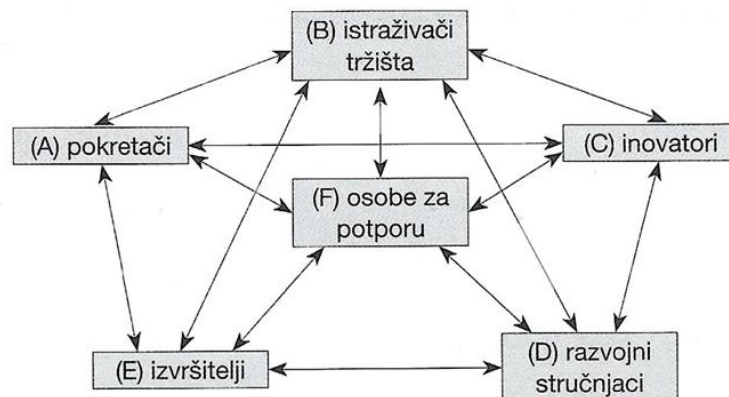 (B) istraživači
tržišta
(A) pokretači
(C) inovatori
(F) osobe za
potporu
(E) izvršitelji
(D) razvojni
stručnjaci